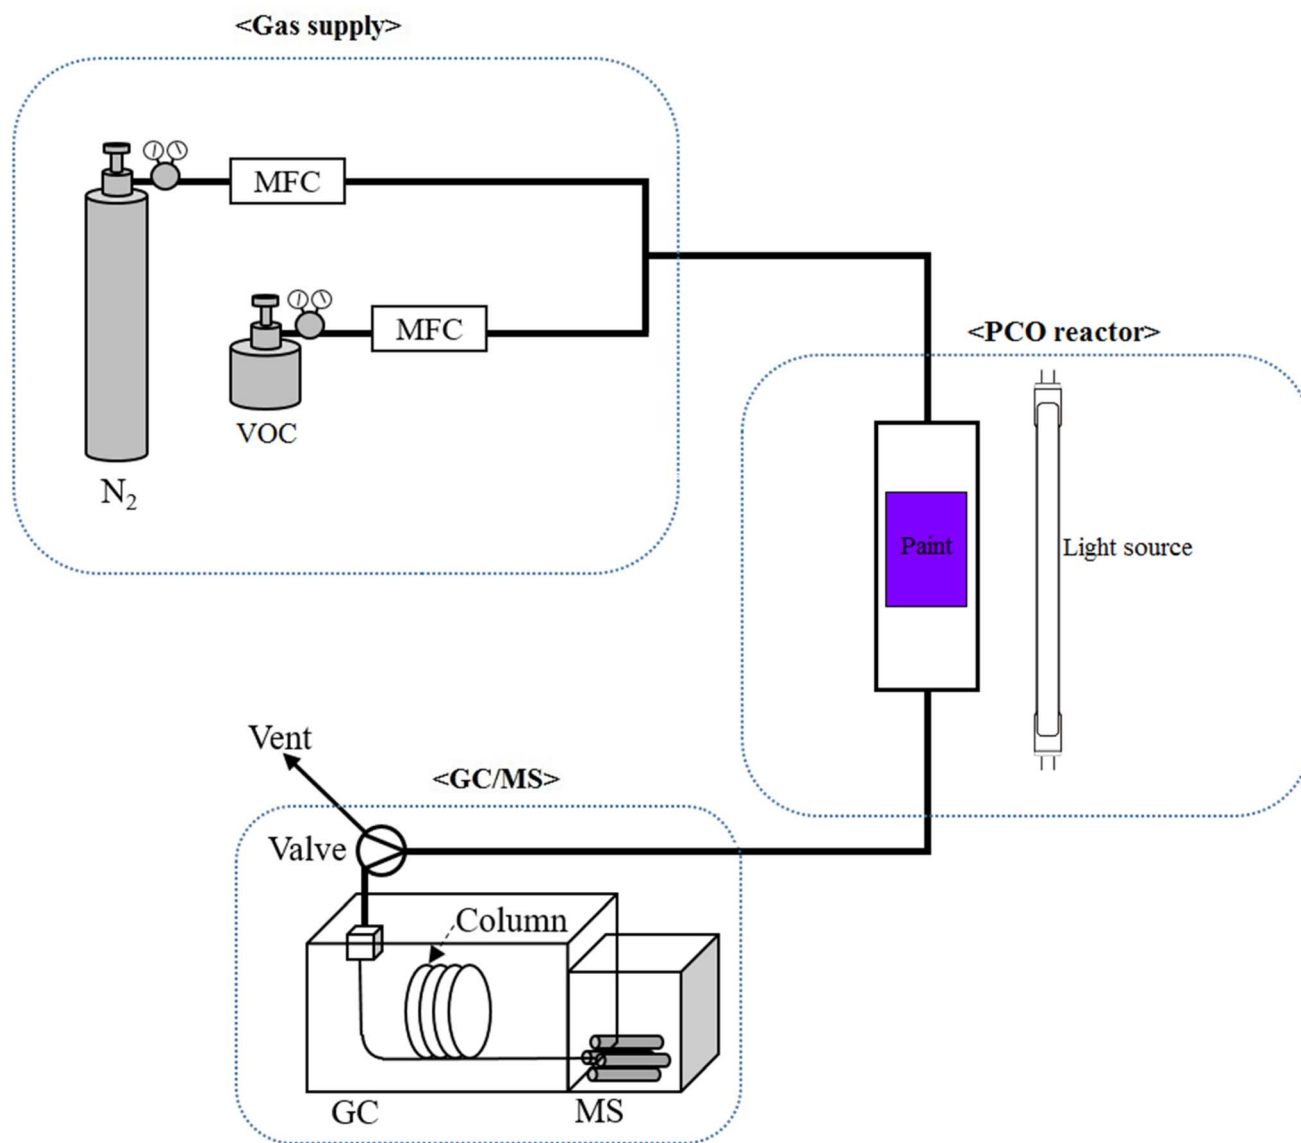 <Gas supply>
MFC
MFC
VOC
N₂
<PCO reactor>
Paint
Light source
Vent
<GC/MS>
Valve
Column
GC
MS